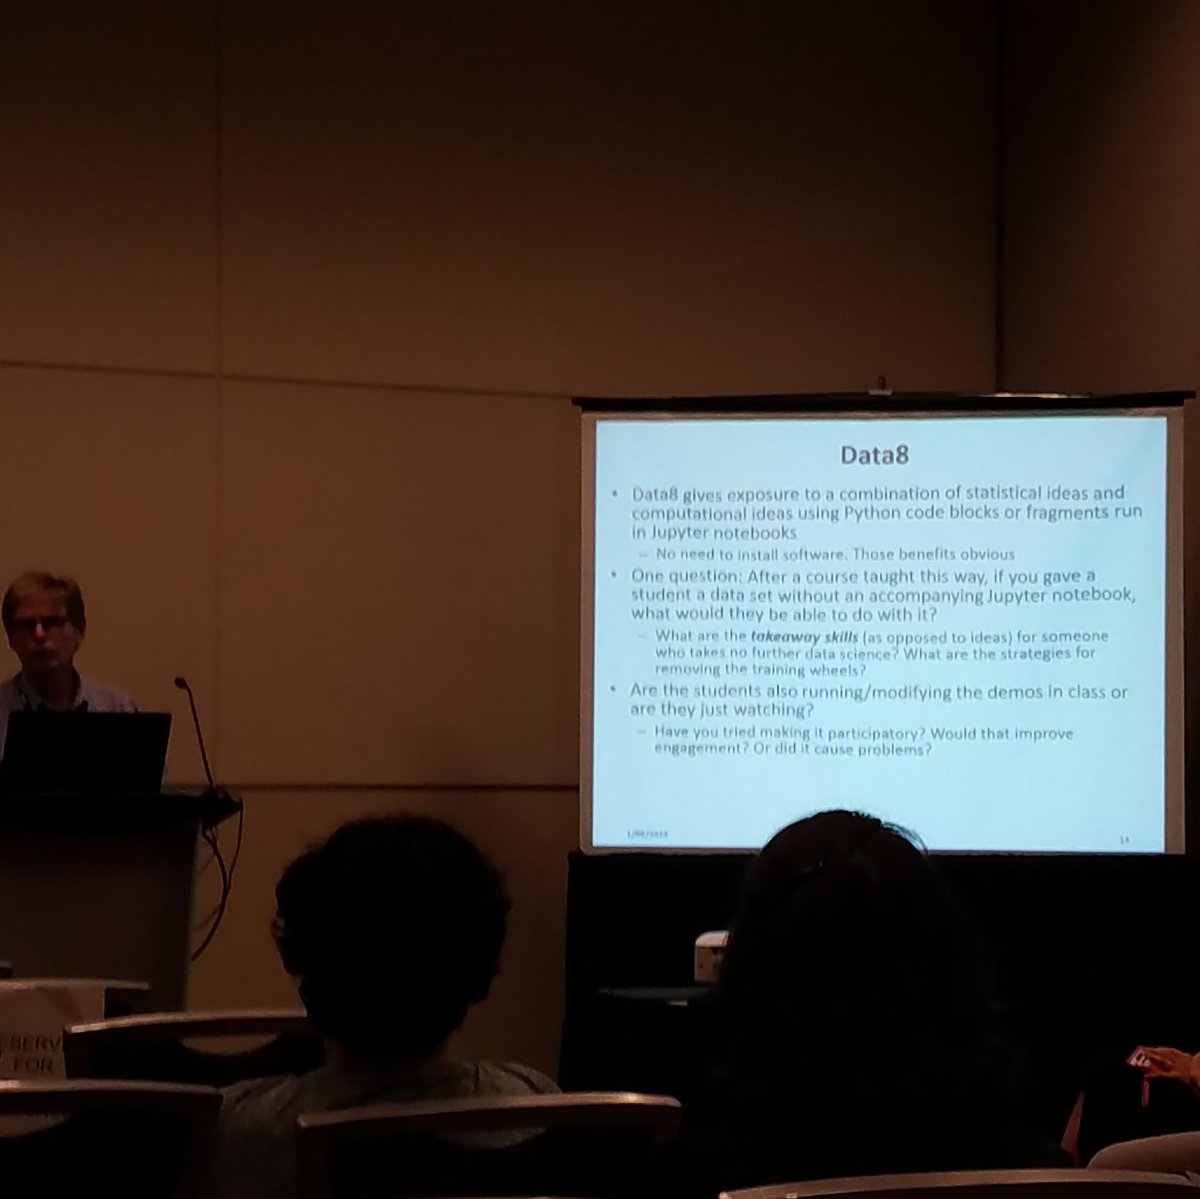 Data8
• Data8 gives exposure to a combination of statistical ideas and
computational ideas using Python code blocks or fragments run
in Jupyter notebooks
– No need to install software. Those benefits obvious
• One question: After a course taught this way, if you gave a
student a data set without an accompanying Jupyter notebook,
what would they be able to do with it?
– What are the takeaway skills (as opposed to ideas) for someone
who takes no further data science? What are the strategies for
removing the training wheels?
• Are the students also running/modifying the demos in class or
are they just watching?
– Have you tried making it participatory? Would that improve
engagement? Or did it cause problems?
14
FOR